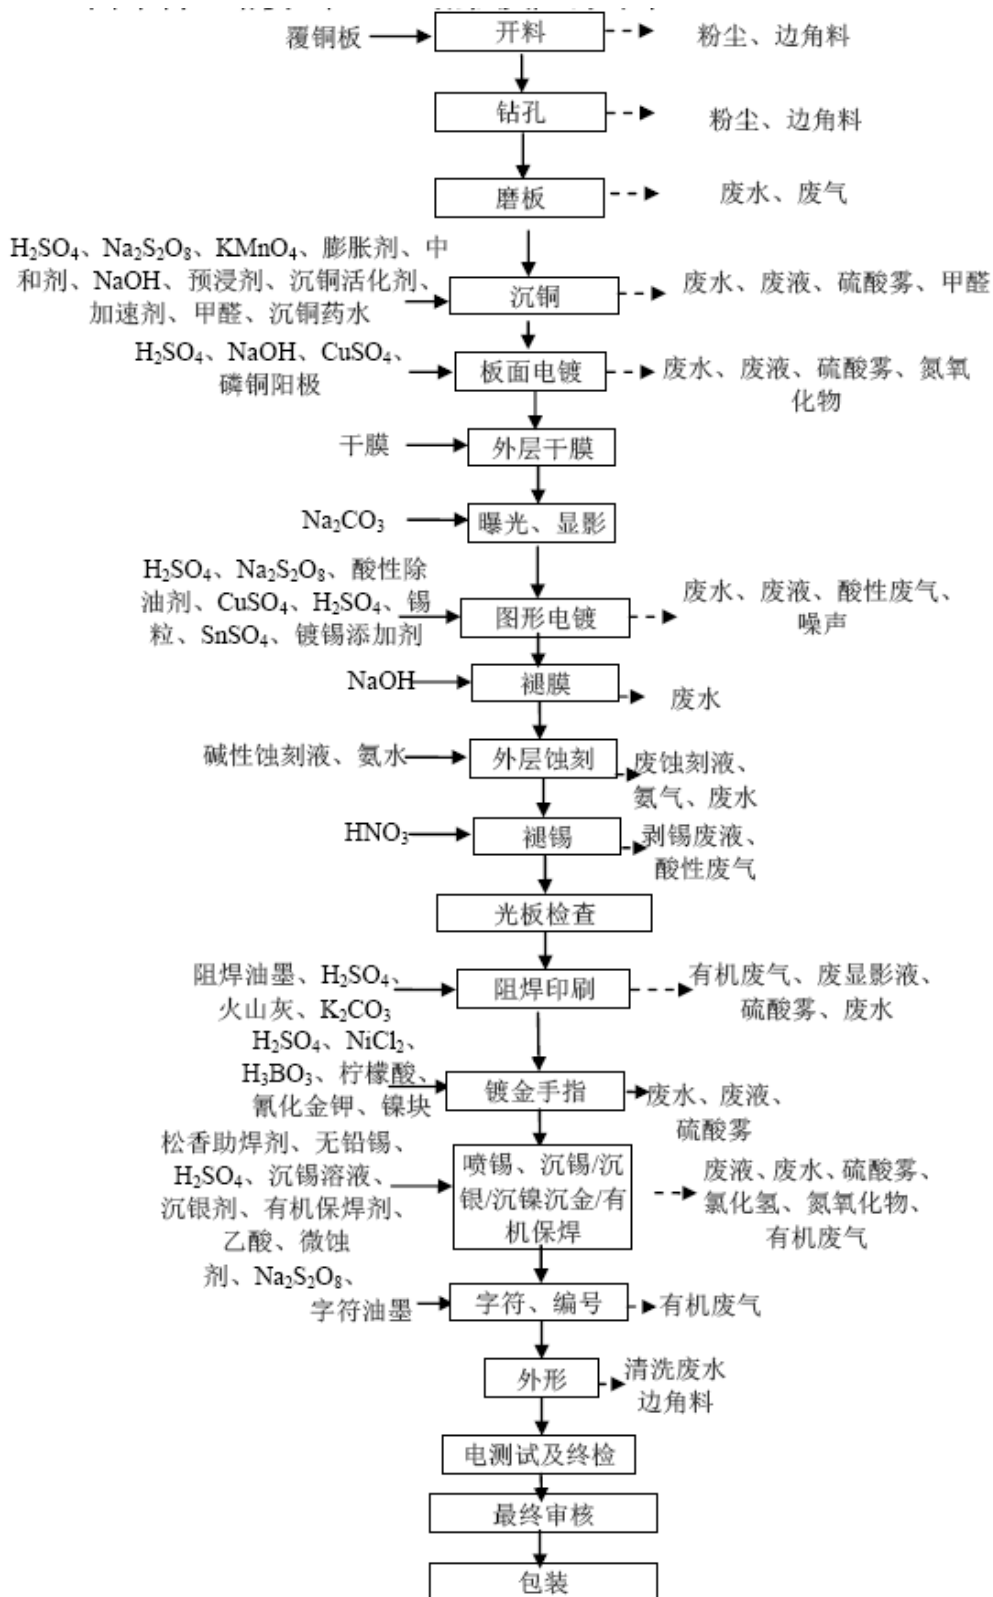 覆铜板
开料
粉尘、边角料
钻孔
粉尘、边角料
磨板
废水、废气
H₂SO₄、Na₂S₂O₈、KMnO₄、膨胀剂、中
和剂、NaOH、预浸剂、沉铜活化剂、
加速剂、甲醛、沉铜药水
沉铜
废水、废液、硫酸雾、甲醛
H₂SO₄、NaOH、CuSO₄、
磷铜阳极
板面电镀
废水、废液、硫酸雾、氮氧
化物
干膜
外层干膜
Na₂CO₃
曝光、显影
H₂SO₄、Na₂S₂O₈、酸性除
油剂、CuSO₄、H₂SO₄、锡
粒、SnSO₄、镀锡添加剂
图形电镀
废水、废液、酸性废气、
噪声
NaOH
褪膜
废水
碱性蚀刻液、氨水
外层蚀刻
废蚀刻液、
氨气、废水
HNO₃
褪锡
剥锡废液、
酸性废气
光板检查
阻焊油墨、H₂SO₄、
火山灰、K₂CO₃
阻焊印刷
有机废气、废显影液、
硫酸雾、废水
H₂SO₄、NiCl₂、
H₃BO₃、柠檬酸、
氰化金钾、镍块
镀金手指
废水、废液、
硫酸雾
松香助焊剂、无铅锡、
H₂SO₄、沉锡溶液、
沉银剂、有机保焊剂、
乙酸、微蚀
剂、Na₂S₂O₈、
喷锡、沉锡/沉
银/沉镍沉金/有
机保焊
废液、废水、硫酸雾、
氯化氢、氮氧化物、
有机废气
字符油墨
字符、编号
有机废气
外形
清洗废水
边角料
电测试及终检
最终审核
包装